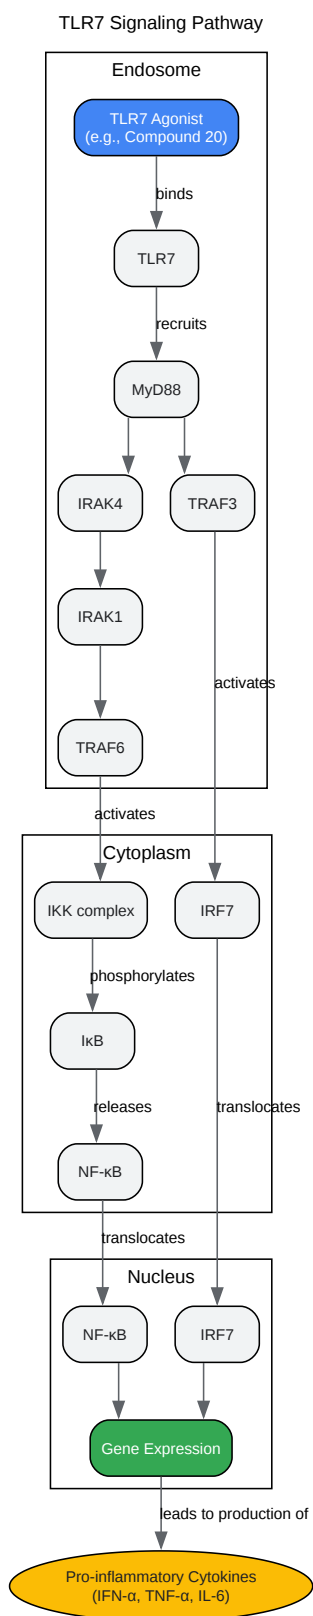 TLR7 Signaling Pathway
Endosome
TLR7 Agonist
(e.g., Compound 20)
binds
TLR7
recruits
MyD88
IRAK4
TRAF3
IRAK1
activates
TRAF6
activates
Cytoplasm
IKK complex
IRF7
phosphorylates
IκB
releases
translocates
NF-κB
translocates
Nucleus
NF-κB
IRF7
Gene Expression
leads to production of
Pro-inflammatory Cytokines
(IFN-α, TNF-α, IL-6)